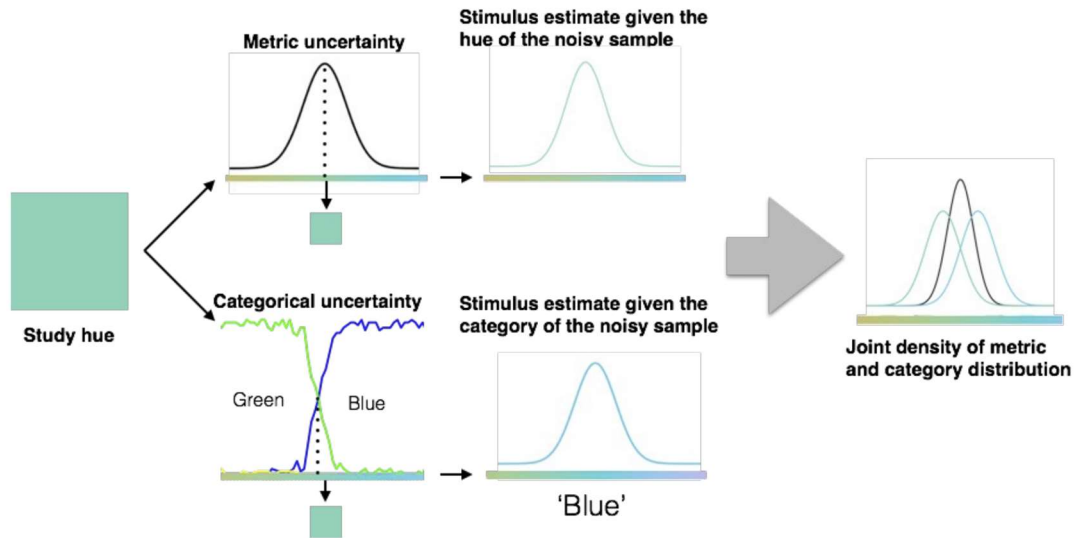 Metric uncertainty
Stimulus estimate given the
hue of the noisy sample
Study hue
Categorical uncertainty
Green
Blue
Stimulus estimate given the
category of the noisy sample
'Blue'
Joint density of metric
and category distribution